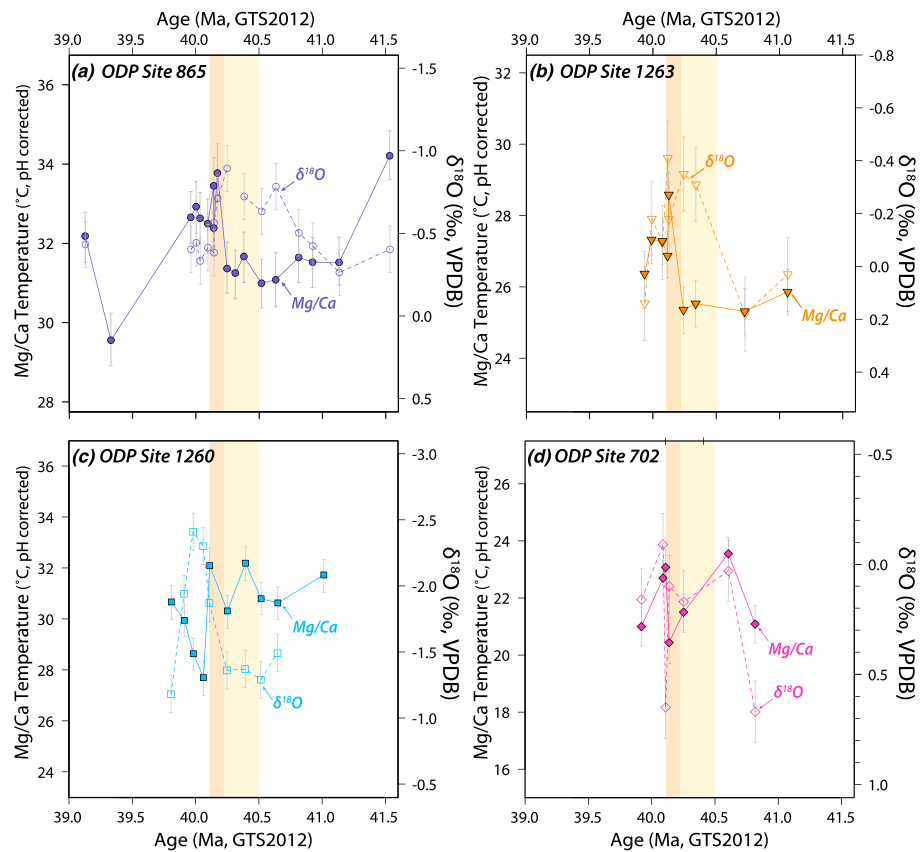 Age (Ma, GTS2012) Age (Ma, GTS2012)
39.0 39.5 40.0 40.5 41.0 41.5 39.0 39.5 40.0 40.5 41.0 41.5
(a) ODP Site 865
Mg/Ca Temperature (˚C, pH corrected)
36
34
32
30
28
δ¹⁸O
Mg/Ca
-1.5
-1.0
-0.5
0.0
0.5
δ¹⁸O (‰, VPDB)
(b) ODP Site 1263
Mg/Ca Temperature (˚C, pH corrected)
32
30
28
26
24
δ¹⁸O
Mg/Ca
-0.8
-0.6
-0.4
-0.2
0.0
0.2
0.4
δ¹⁸O (‰, VPDB)
(c) ODP Site 1260
Mg/Ca Temperature (˚C, pH corrected)
36
34
32
30
28
26
24
Mg/Ca
δ¹⁸O
-3.0
-2.5
-2.0
-1.5
-1.0
-0.5
δ¹⁸O (‰, VPDB)
(d) ODP Site 702
Mg/Ca Temperature (˚C, pH corrected)
26
24
22
20
18
16
Mg/Ca
δ¹⁸O
-0.5
0.0
0.5
1.0
δ¹⁸O (‰, VPDB)
39.0 39.5 40.0 40.5 41.0 41.5 39.0 39.5 40.0 40.5 41.0 41.5
Age (Ma, GTS2012) Age (Ma, GTS2012)